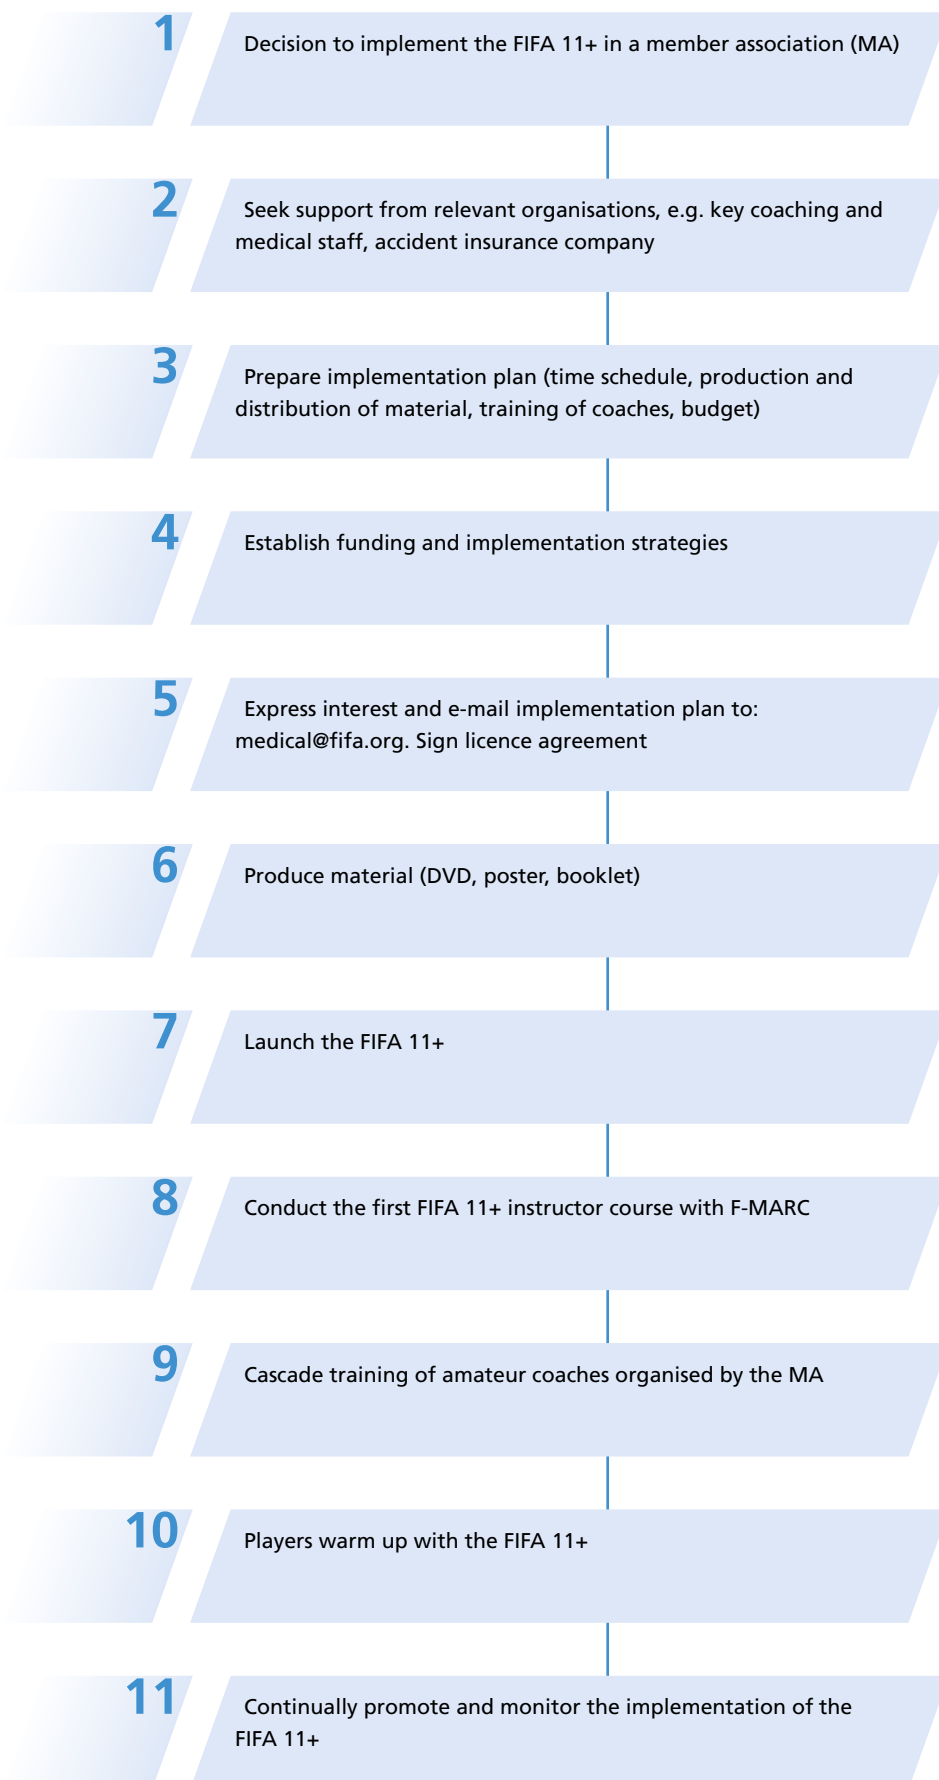 1
Decision to implement the FIFA 11+ in a member association (MA)
2
Seek support from relevant organisations, e.g. key coaching and
medical staff, accident insurance company
3
Prepare implementation plan (time schedule, production and
distribution of material, training of coaches, budget)
4
Establish funding and implementation strategies
5
Express interest and e-mail implementation plan to:
medical@fifa.org. Sign licence agreement
6
Produce material (DVD, poster, booklet)
7
Launch the FIFA 11+
8
Conduct the first FIFA 11+ instructor course with F-MARC
9
Cascade training of amateur coaches organised by the MA
10
Players warm up with the FIFA 11+
11
Continually promote and monitor the implementation of the
FIFA 11+